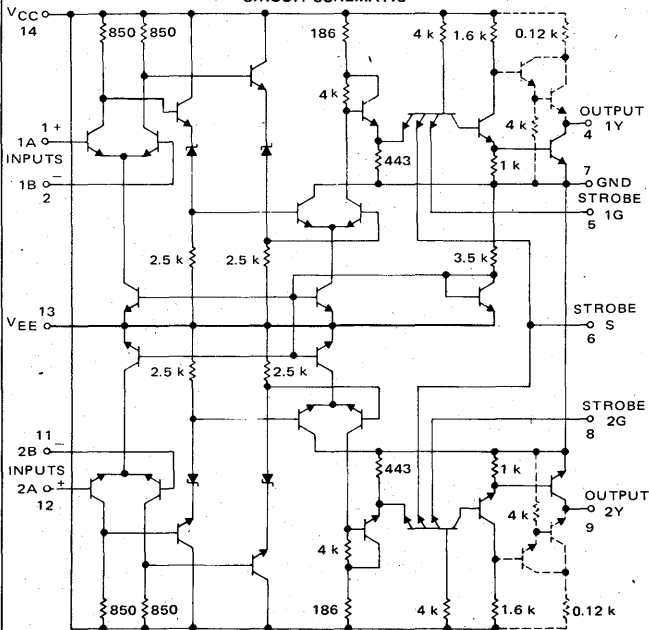 VCC
14
850 850
186
4 k 1.6 k 0.12 k
4 k
1 +
1A
INPUTS
1B −
2
443
4 k
OUTPUT
1Y
4
1 k
7
GND
STROBE
1G
5
2.5 k 2.5 k
3.5 k
13
VEE
STROBE
S
6
2.5 k 2.5 k
STROBE
2G
8
11
2B −
INPUTS
2A +
12
443
1 k
4 k
OUTPUT
2Y
9
4 k
850 850
186
4 k
1.6 k
0.12 k